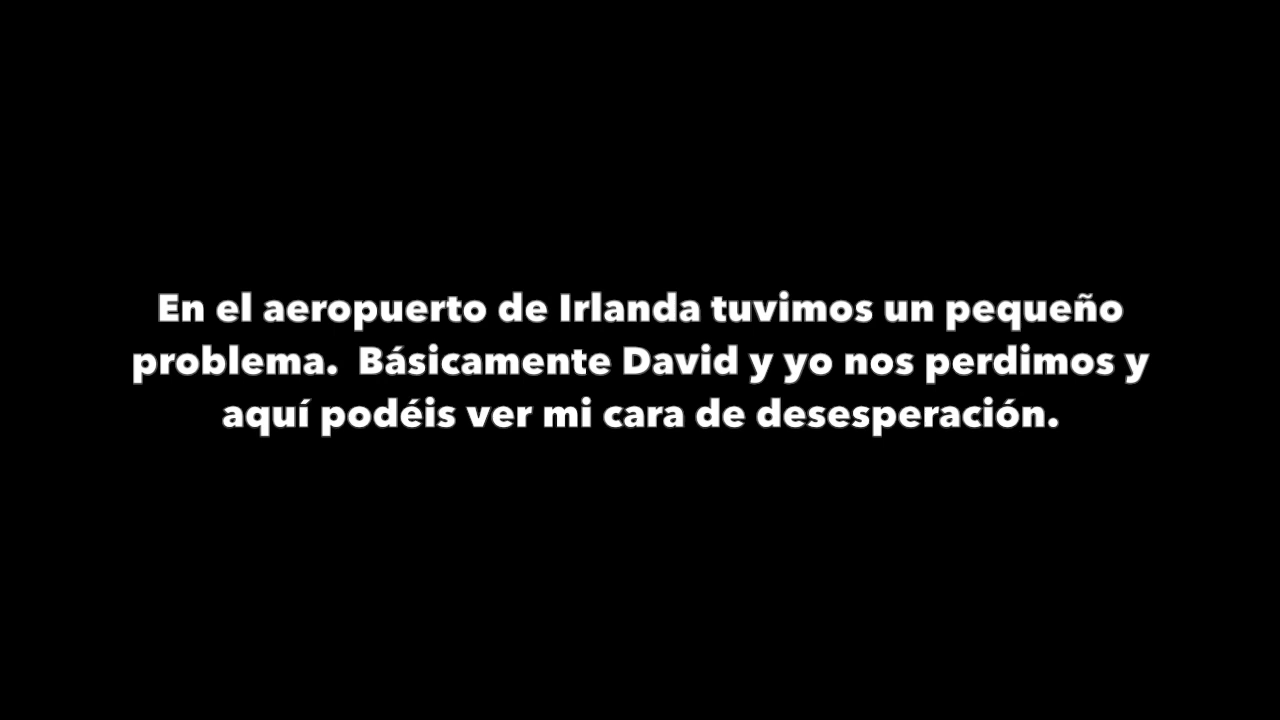 En el aeropuerto de Irlanda tuvimos un pequeño
problema.  Básicamente David y yo nos perdimos y
aquí podéis ver mi cara de desesperación.